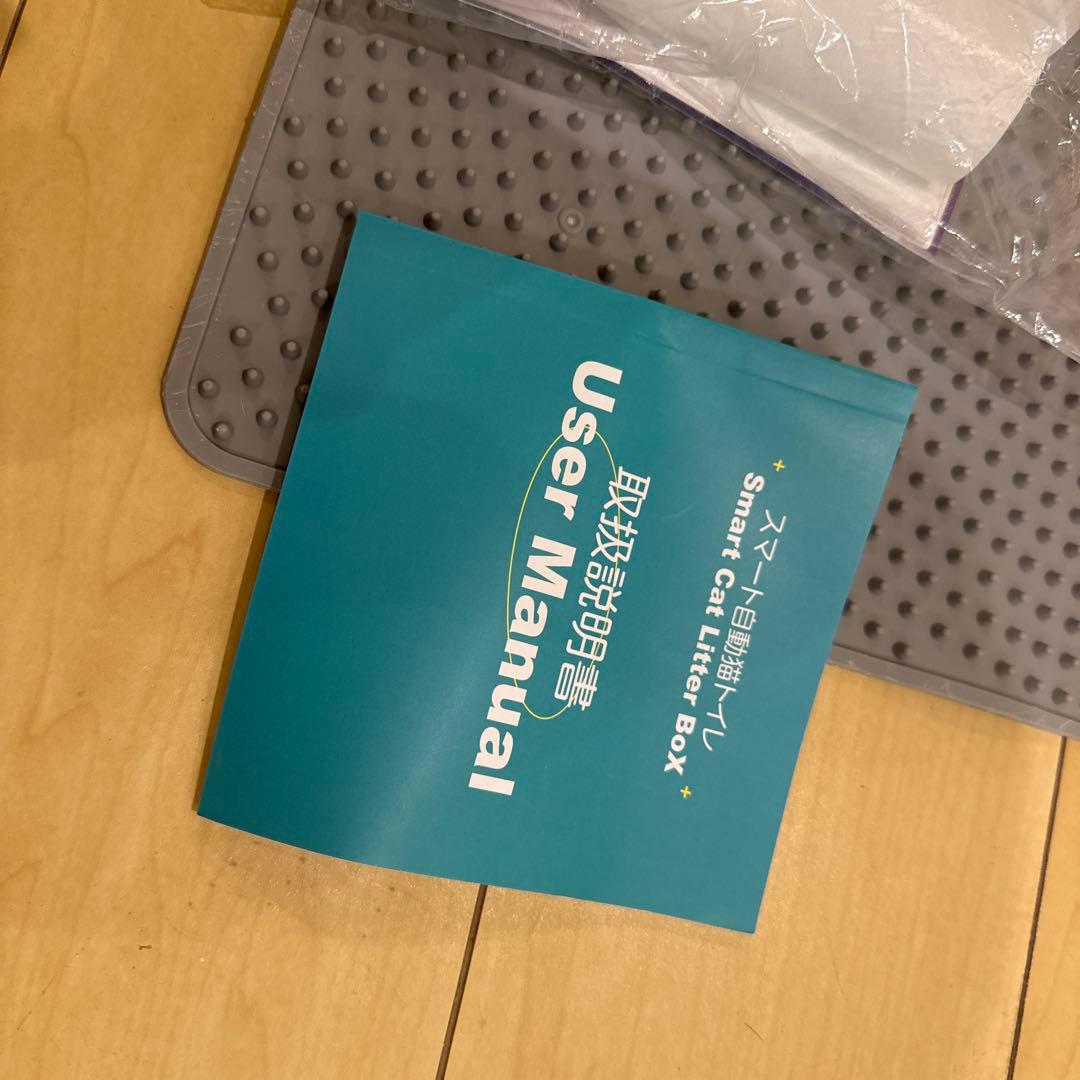 + スマート自動猫トイレ
Smart Cat Litter BoX +
取扱説明書
User Manual